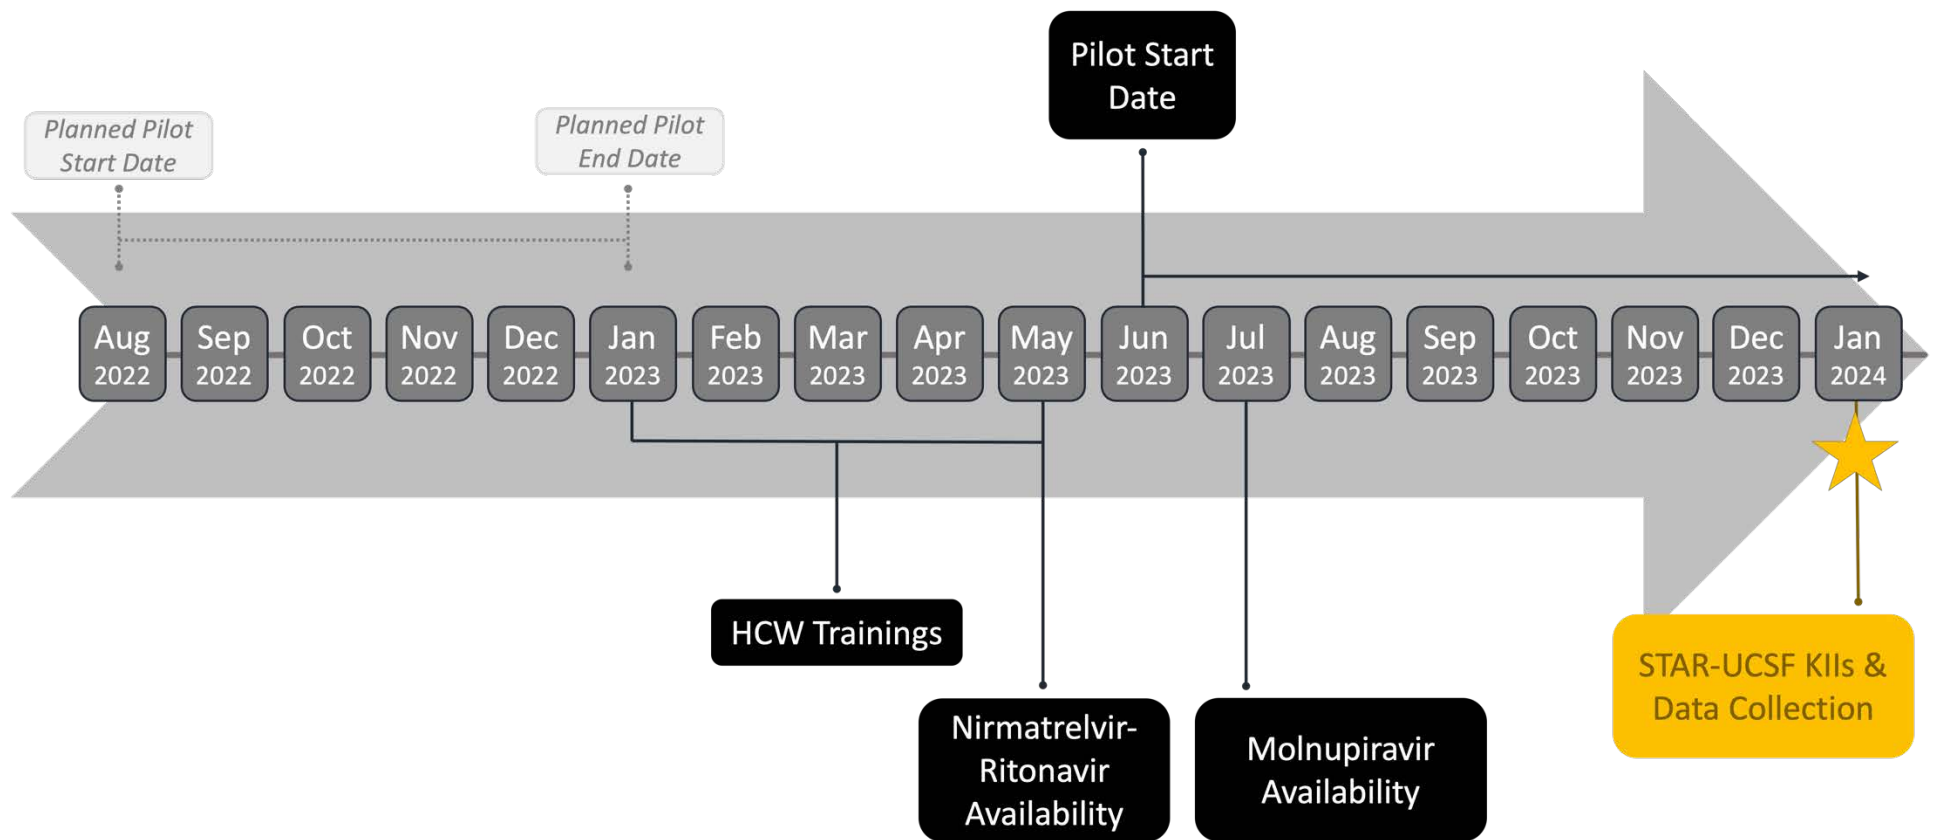 Pilot Start
Date
Planned Pilot
Start Date
Planned Pilot
End Date
Aug
2022
Sep
2022
Oct
2022
Nov
2022
Dec
2022
Jan
2023
Feb
2023
Mar
2023
Apr
2023
May
2023
Jun
2023
Jul
2023
Aug
2023
Sep
2023
Oct
2023
Nov
2023
Dec
2023
Jan
2024
HCW Trainings
Nirmatrelvir-
Ritonavir
Availability
Molnupiravir
Availability
STAR-UCSF KIIs &
Data Collection